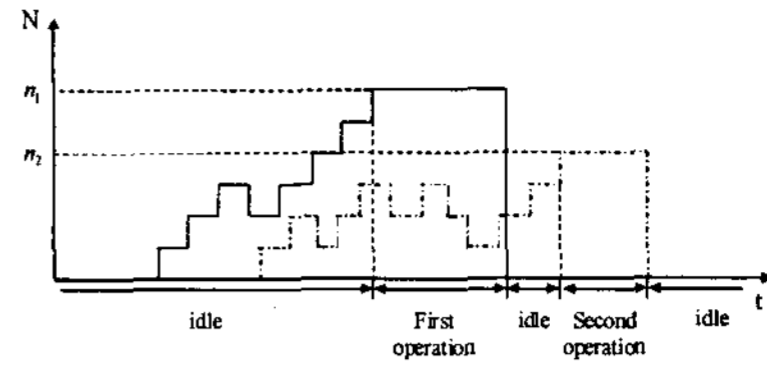 N
n₁
n₂
t
idle
First
operation
idle
Second
operation
idle